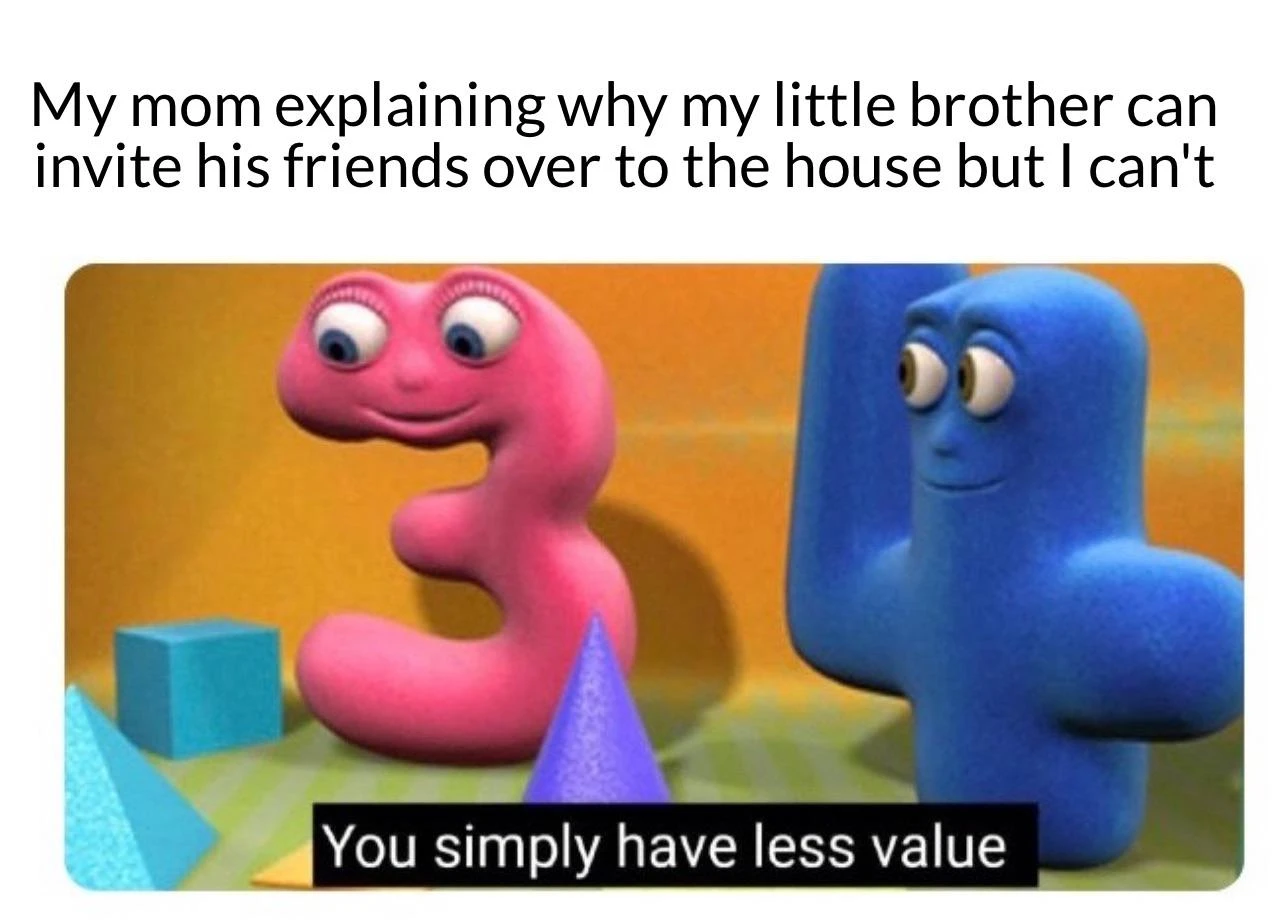 My mom explaining why my little brother can
invite his friends over to the house but I can't
You simply have less value